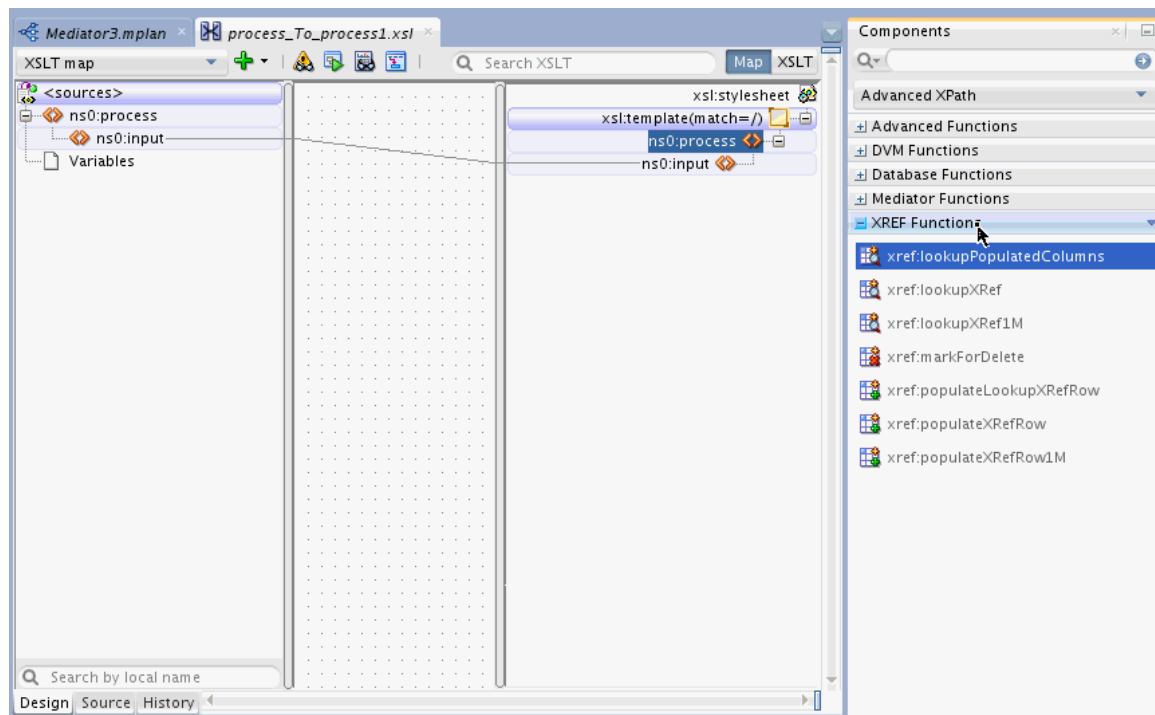 Mediator3.mplan
process_To_process1.xsl
XSLT map
Search XSLT
Map
XSLT
<sources>
ns0:process
ns0:input
Variables
xsl:stylesheet
xsl:template(match=/)
ns0:process
ns0:input
Search by local name
Design
Source
History
Components
Advanced XPath
Advanced Functions
DVM Functions
Database Functions
Mediator Functions
XREF Functions
xref:lookupPopulatedColumns
xref:lookupXRef
xref:lookupXRef1M
xref:markForDelete
xref:populateLookupXRefRow
xref:populateXRefRow
xref:populateXRefRow1M